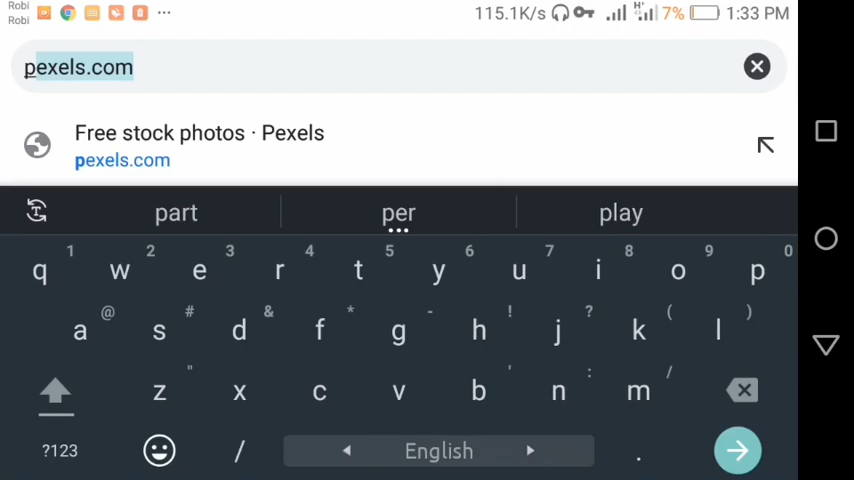 Robi
Robi
115.1K/s H+ 7% 1:33 PM
pexels.com
Free stock photos · Pexels
pexels.com
part per play
1 2 3 4 5 6 7 8 9 0
q w e r t y u i o p
@ # & * - ! ? ( )
a s d f g h j k l
" ' : /
z x c v b n m
?123 / English .